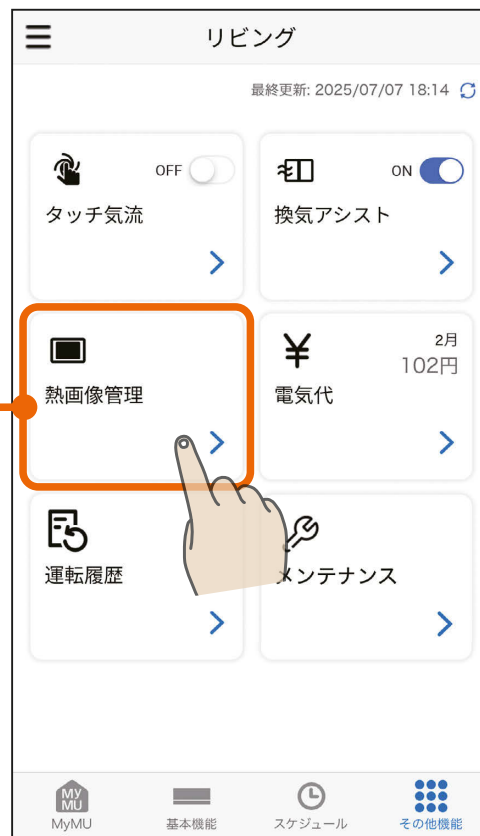 リビング
最終更新: 2025/07/07 18:14
OFF
タッチ気流
ON
換気アシスト
熱画像管理
2月
102円
¥
電気代
運転履歴
メンテナンス
MY
MU
MyMU
基本機能
スケジュール
その他機能